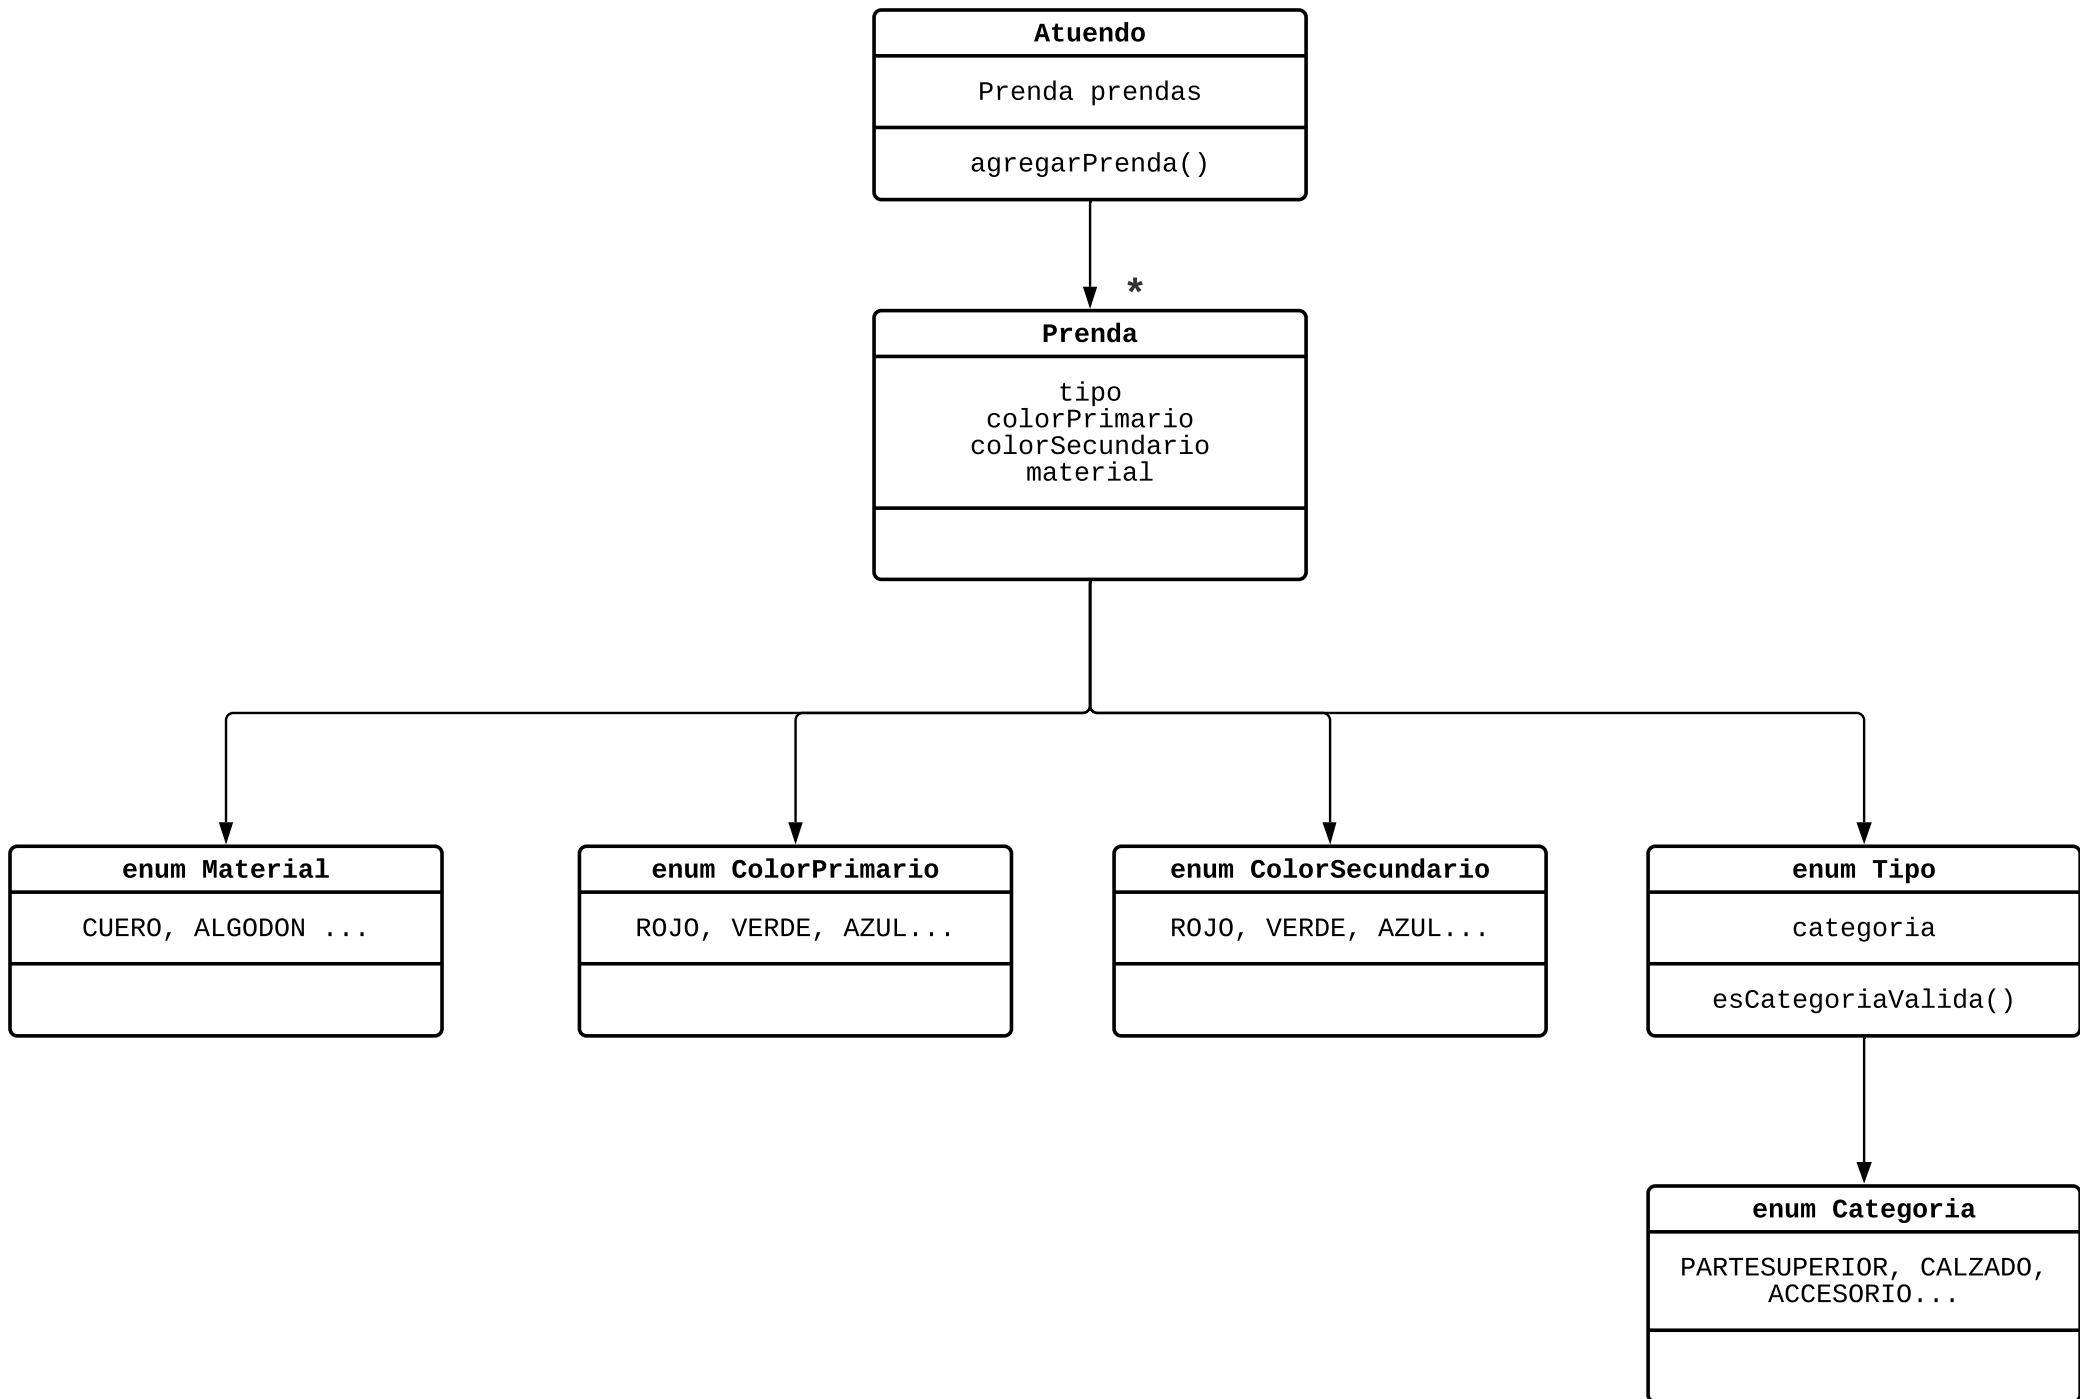 Atuendo
Prenda prendas
agregarPrenda()
*
Prenda
tipo
colorPrimario
colorSecundario
material
enum Material
CUERO, ALGODON ...
enum ColorPrimario
ROJO, VERDE, AZUL...
enum ColorSecundario
ROJO, VERDE, AZUL...
enum Tipo
categoria
esCategoriaValida()
enum Categoria
PARTESUPERIOR, CALZADO,
ACCESORIO...